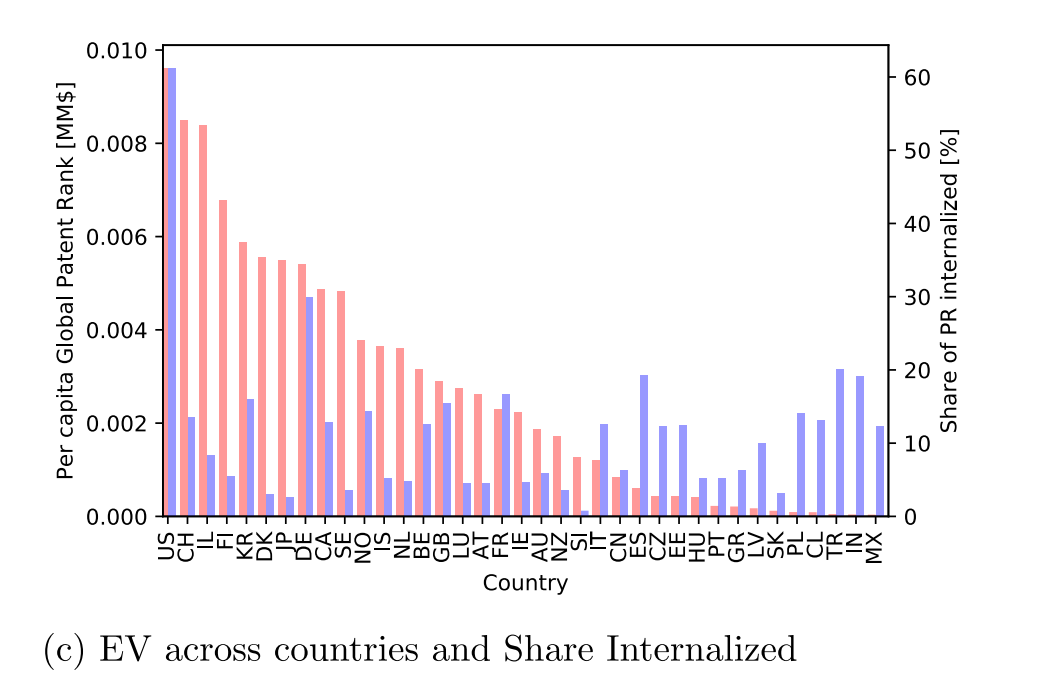 0.010
0.008
0.006
0.004
0.002
0.000
Per capita Global Patent Rank [MM$]
60
50
40
30
20
10
0
Share of PR internalized [%]
US CH IL FI KR DK JP DE CA SE NO IS NL BE GB LU AT FR IE AU NZ SI IT CN ES CZ EE HU PT GR LV SK PL CL TR IN MX
Country
(c) EV across countries and Share Internalized